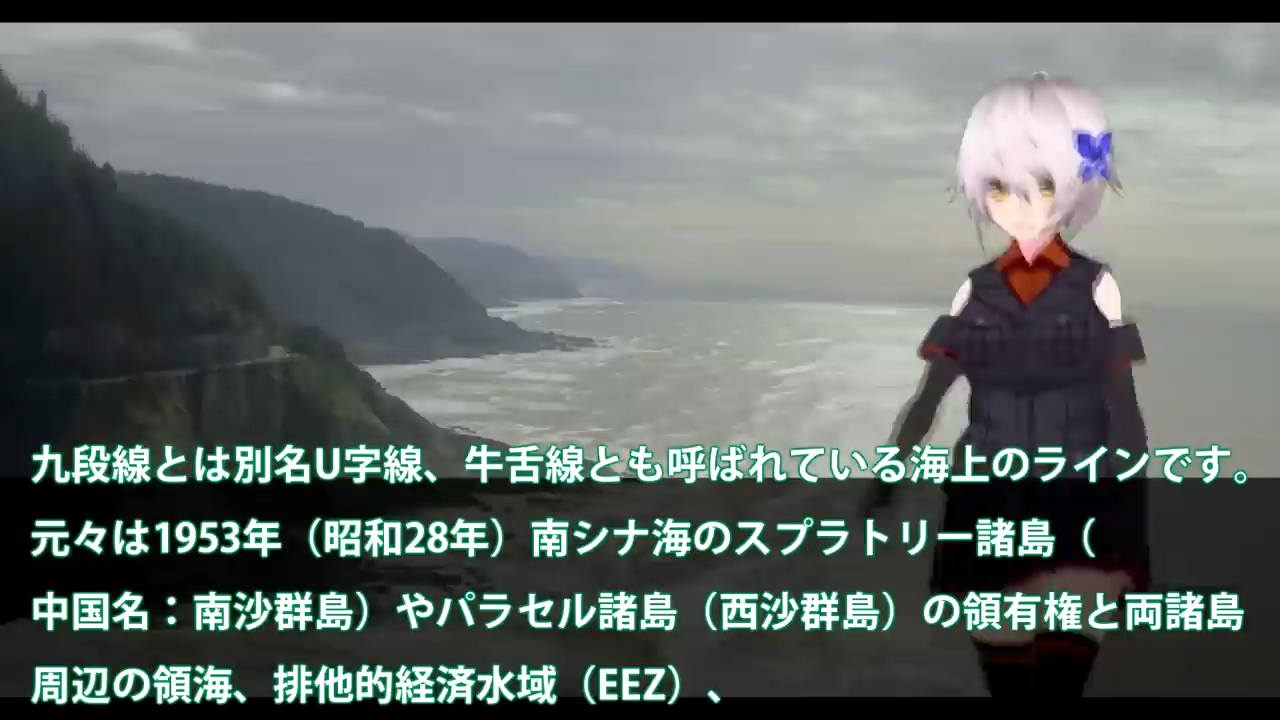 九段線とは別名U字線、牛舌線とも呼ばれている海上のラインです。
元々は1953年（昭和28年）南シナ海のスプラトリー諸島（
中国名：南沙群島）やパラセル諸島（西沙群島）の領有権と両諸島
周辺の領海、排他的経済水域（EEZ）、